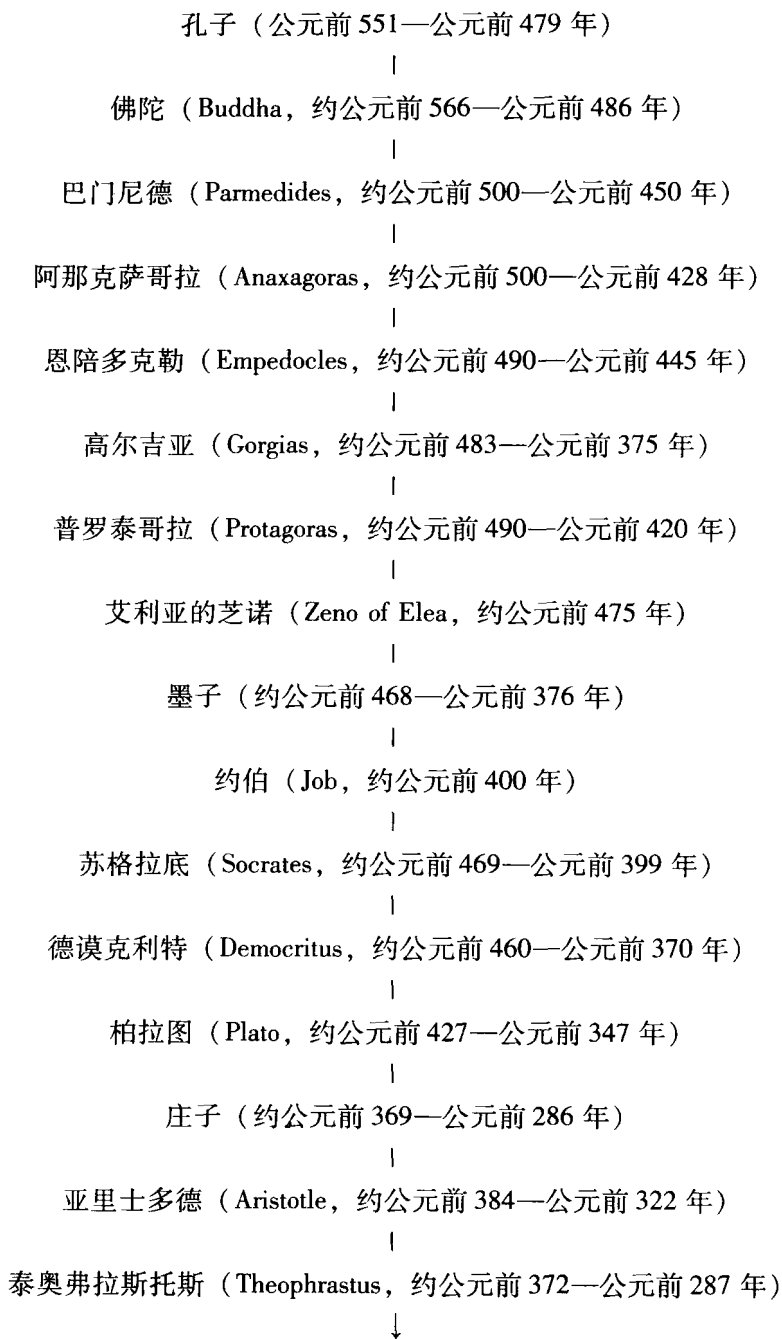 孔子（公元前 551—公元前 479 年）
佛陀（Buddha，约公元前 566—公元前 486 年）
巴门尼德（Parmedides，约公元前 500—公元前 450 年）
阿那克萨哥拉（Anaxagoras，约公元前 500—公元前 428 年）
恩陪多克勒（Empedocles，约公元前 490—公元前 445 年）
高尔吉亚（Gorgias，约公元前 483—公元前 375 年）
普罗泰哥拉（Protagoras，约公元前 490—公元前 420 年）
艾利亚的芝诺（Zeno of Elea，约公元前 475 年）
墨子（约公元前 468—公元前 376 年）
约伯（Job，约公元前 400 年）
苏格拉底（Socrates，约公元前 469—公元前 399 年）
德谟克利特（Democritus，约公元前 460—公元前 370 年）
柏拉图（Plato，约公元前 427—公元前 347 年）
庄子（约公元前 369—公元前 286 年）
亚里士多德（Aristotle，约公元前 384—公元前 322 年）
泰奥弗拉斯托斯（Theophrastus，约公元前 372—公元前 287 年）